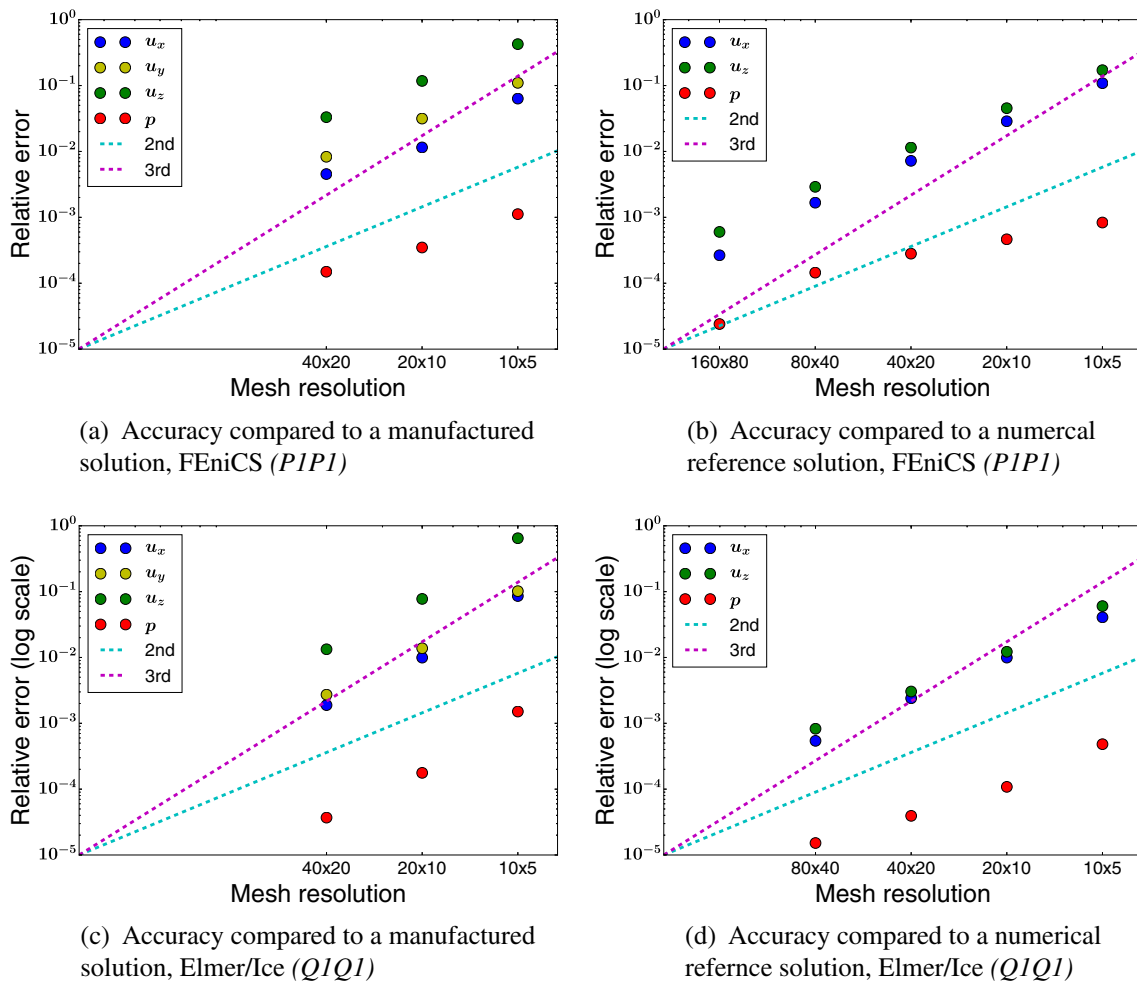 10^0
10^-1
10^-2
10^-3
10^-4
10^-5
Relative error
u_x
u_y
u_z
p
2nd
3rd
40x20 20x10 10x5
Mesh resolution
(a) Accuracy compared to a manufactured
solution, FEniCS (P1P1)
10^0
10^-1
10^-2
10^-3
10^-4
10^-5
Relative error
u_x
u_z
p
2nd
3rd
160x80 80x40 40x20 20x10 10x5
Mesh resolution
(b) Accuracy compared to a numercal
reference solution, FEniCS (P1P1)
10^0
10^-1
10^-2
10^-3
10^-4
10^-5
Relative error (log scale)
u_x
u_y
u_z
p
2nd
3rd
40x20 20x10 10x5
Mesh resolution
(c) Accuracy compared to a manufactured
solution, Elmer/Ice (Q1Q1)
10^0
10^-1
10^-2
10^-3
10^-4
10^-5
Relative error (log scale)
u_x
u_z
p
2nd
3rd
80x40 40x20 20x10 10x5
Mesh resolution
(d) Accuracy compared to a numerical
refernce solution, Elmer/Ice (Q1Q1)